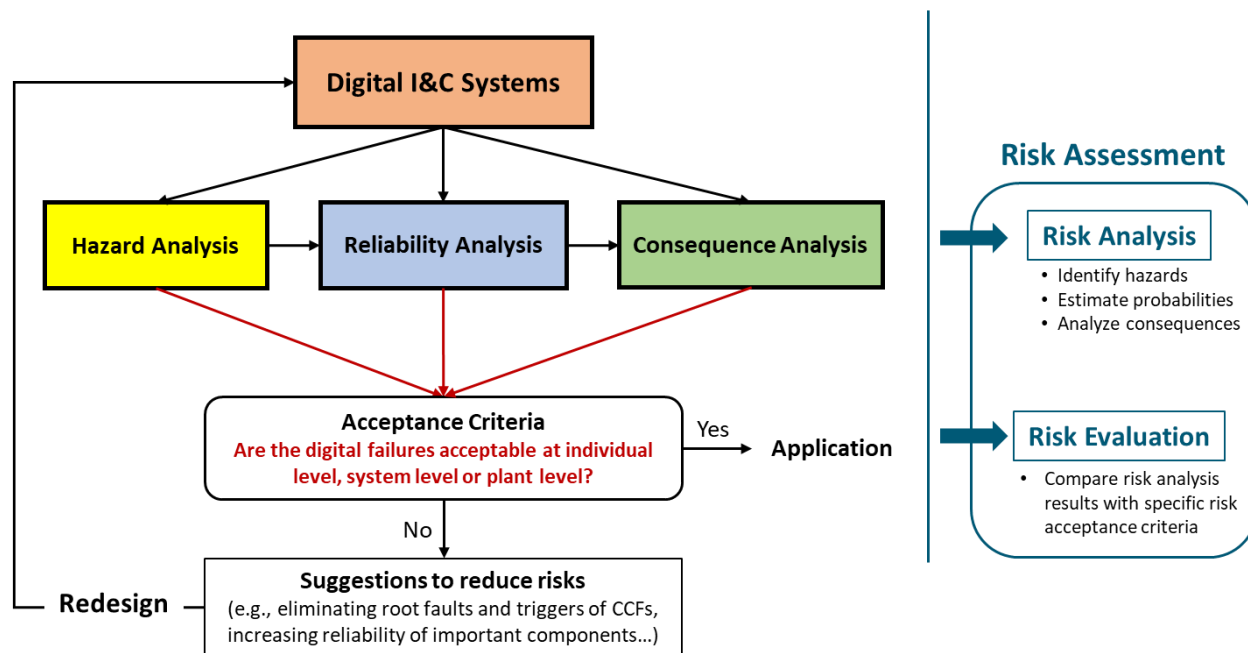 Digital I&C Systems
Hazard Analysis
Reliability Analysis
Consequence Analysis
Acceptance Criteria
Are the digital failures acceptable at individual
level, system level or plant level?
Yes
Application
No
Suggestions to reduce risks
(e.g., eliminating root faults and triggers of CCFs,
increasing reliability of important components...)
Redesign
Risk Assessment
Risk Analysis
• Identify hazards
• Estimate probabilities
• Analyze consequences
Risk Evaluation
• Compare risk analysis
results with specific risk
acceptance criteria